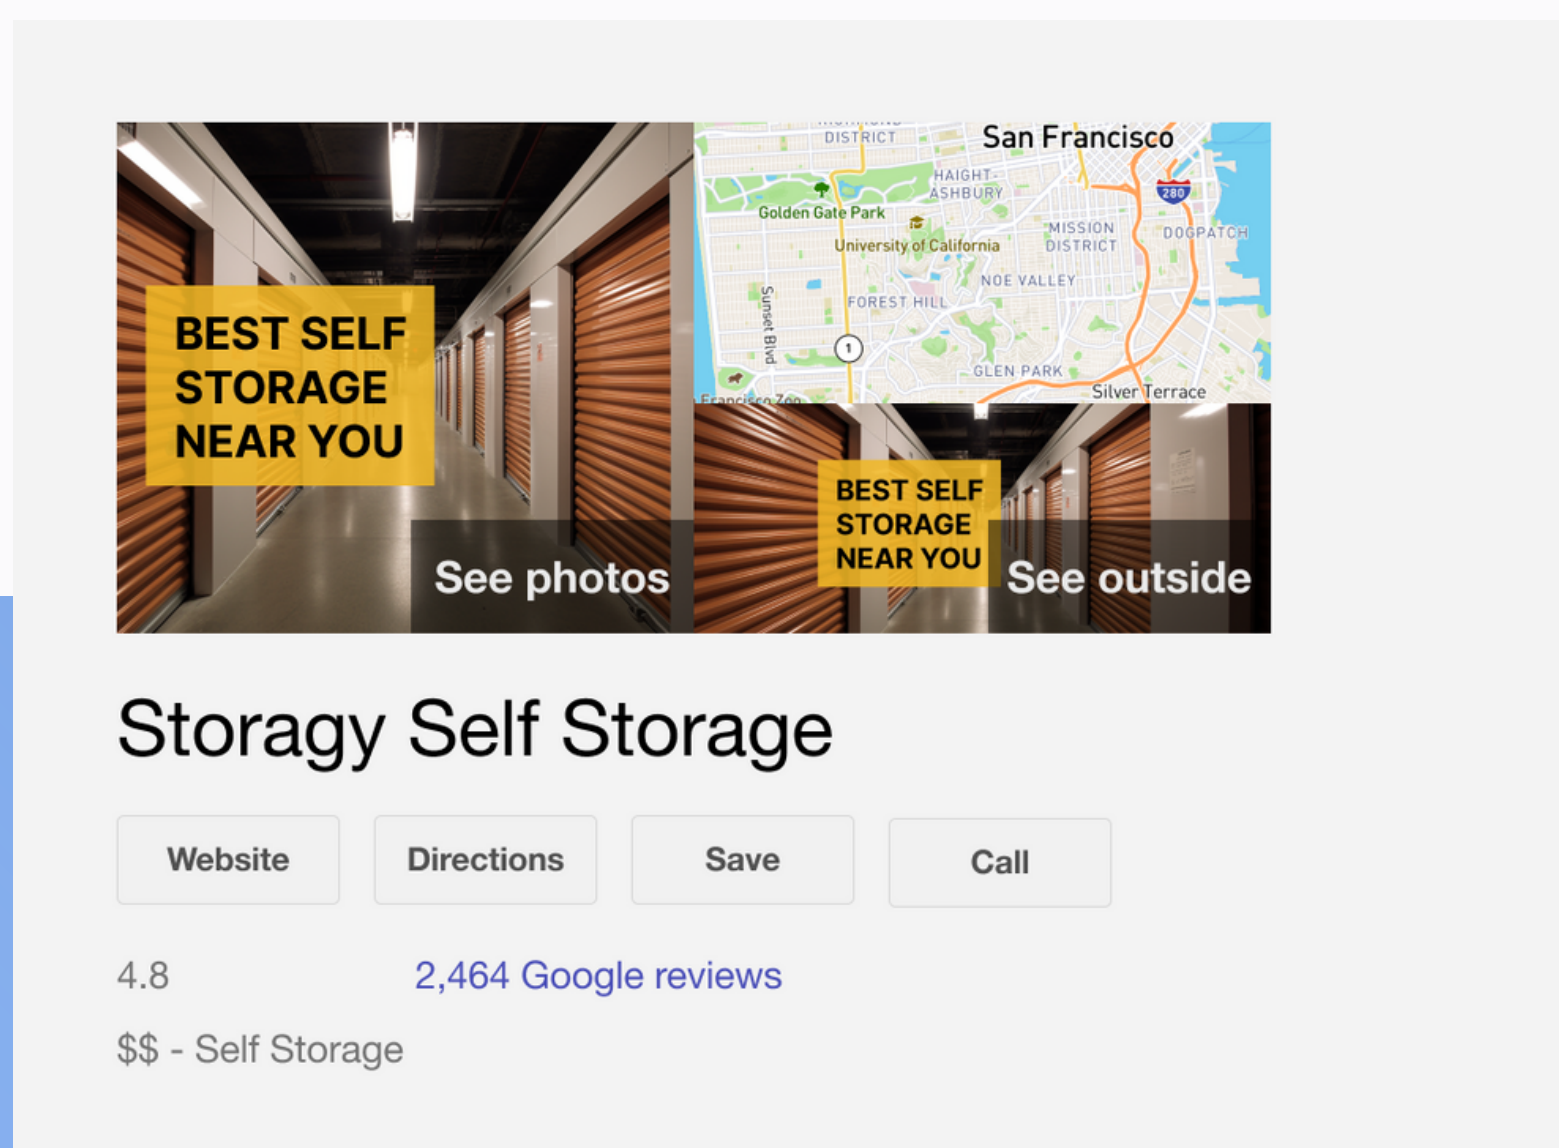 BEST SELF
STORAGE
NEAR YOU
See photos
DISTRICT
San Francisco
HAIGHT-
ASHBURY
280
Golden Gate Park
MISSION
DISTRICT
DOGPATCH
University of California
NOE VALLEY
Sunset Blvd
FOREST HILL
1
GLEN PARK
Silver Terrace
Francisco Zoo
BEST SELF
STORAGE
NEAR YOU
See outside
Storagy Self Storage
Website
Directions
Save
Call
4.8
2,464 Google reviews
$$ - Self Storage